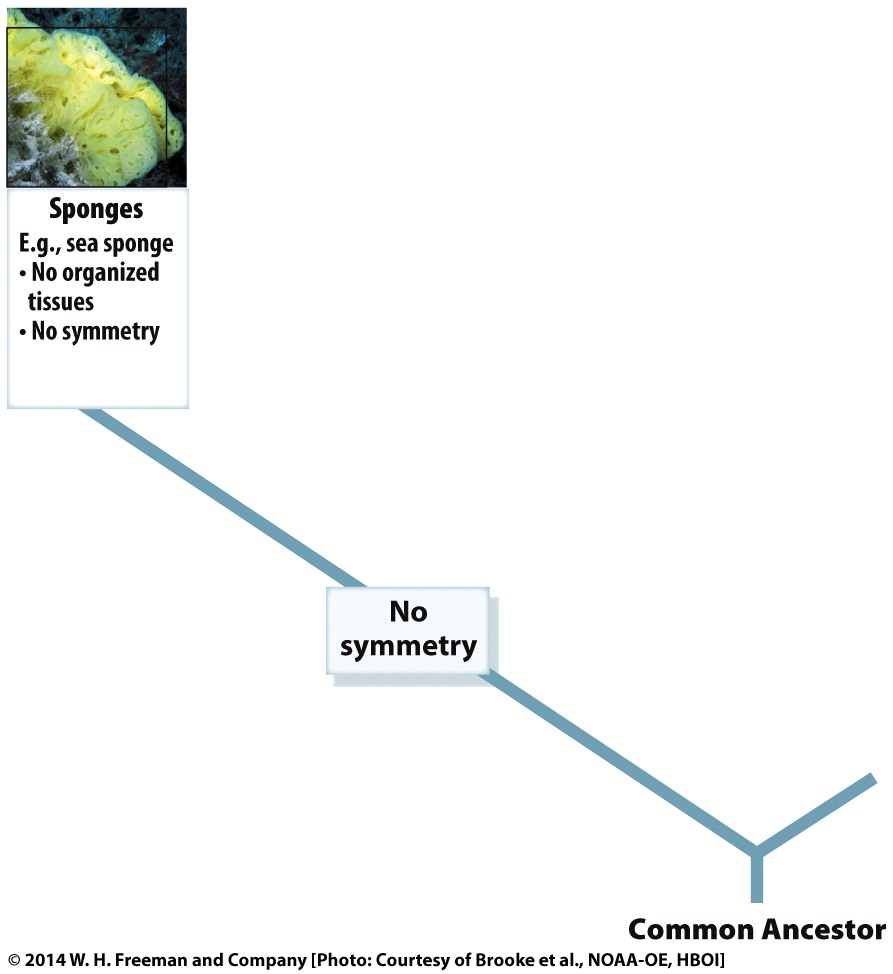 Sponges
E.g., sea sponge
• No organized
tissues
• No symmetry
No
symmetry
Common Ancestor
© 2014 W. H. Freeman and Company [Photo: Courtesy of Brooke et al., NOAA-OE, HBOI]